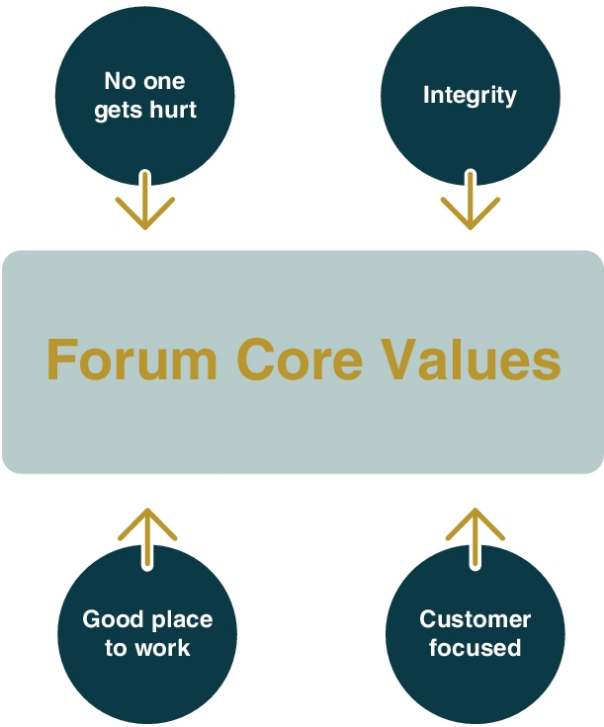 No one
gets hurt
Integrity
Forum Core Values
Good place
to work
Customer
focused